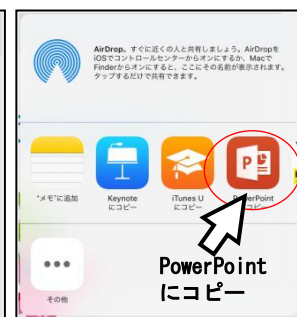 AirDrop。すぐに近くの人と共有しましょう。AirDropを
iOSでコントロールセンターからオンにするか、Macで
Finderからオンにすると、ここにその名前が表示されます。
タップするだけで共有できます。
"メモ"に追加
Keynote
にコピー
iTunes U
にコピー
PowerPoint
にコピー
その他
PowerPoint
にコピー